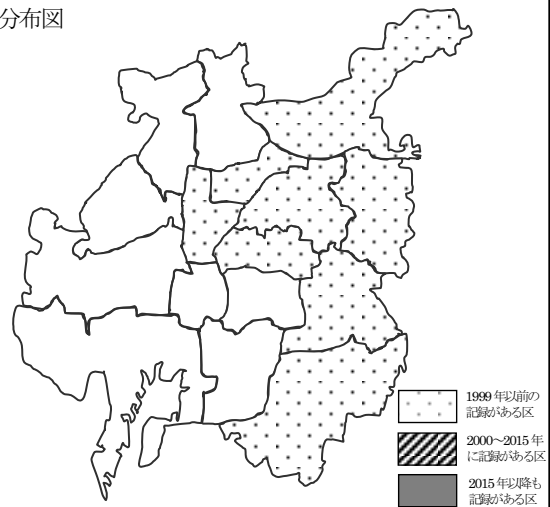 分布図
1999年以前の
記録がある区
2000～2015年
に記録がある区
2015年以降も
記録がある区